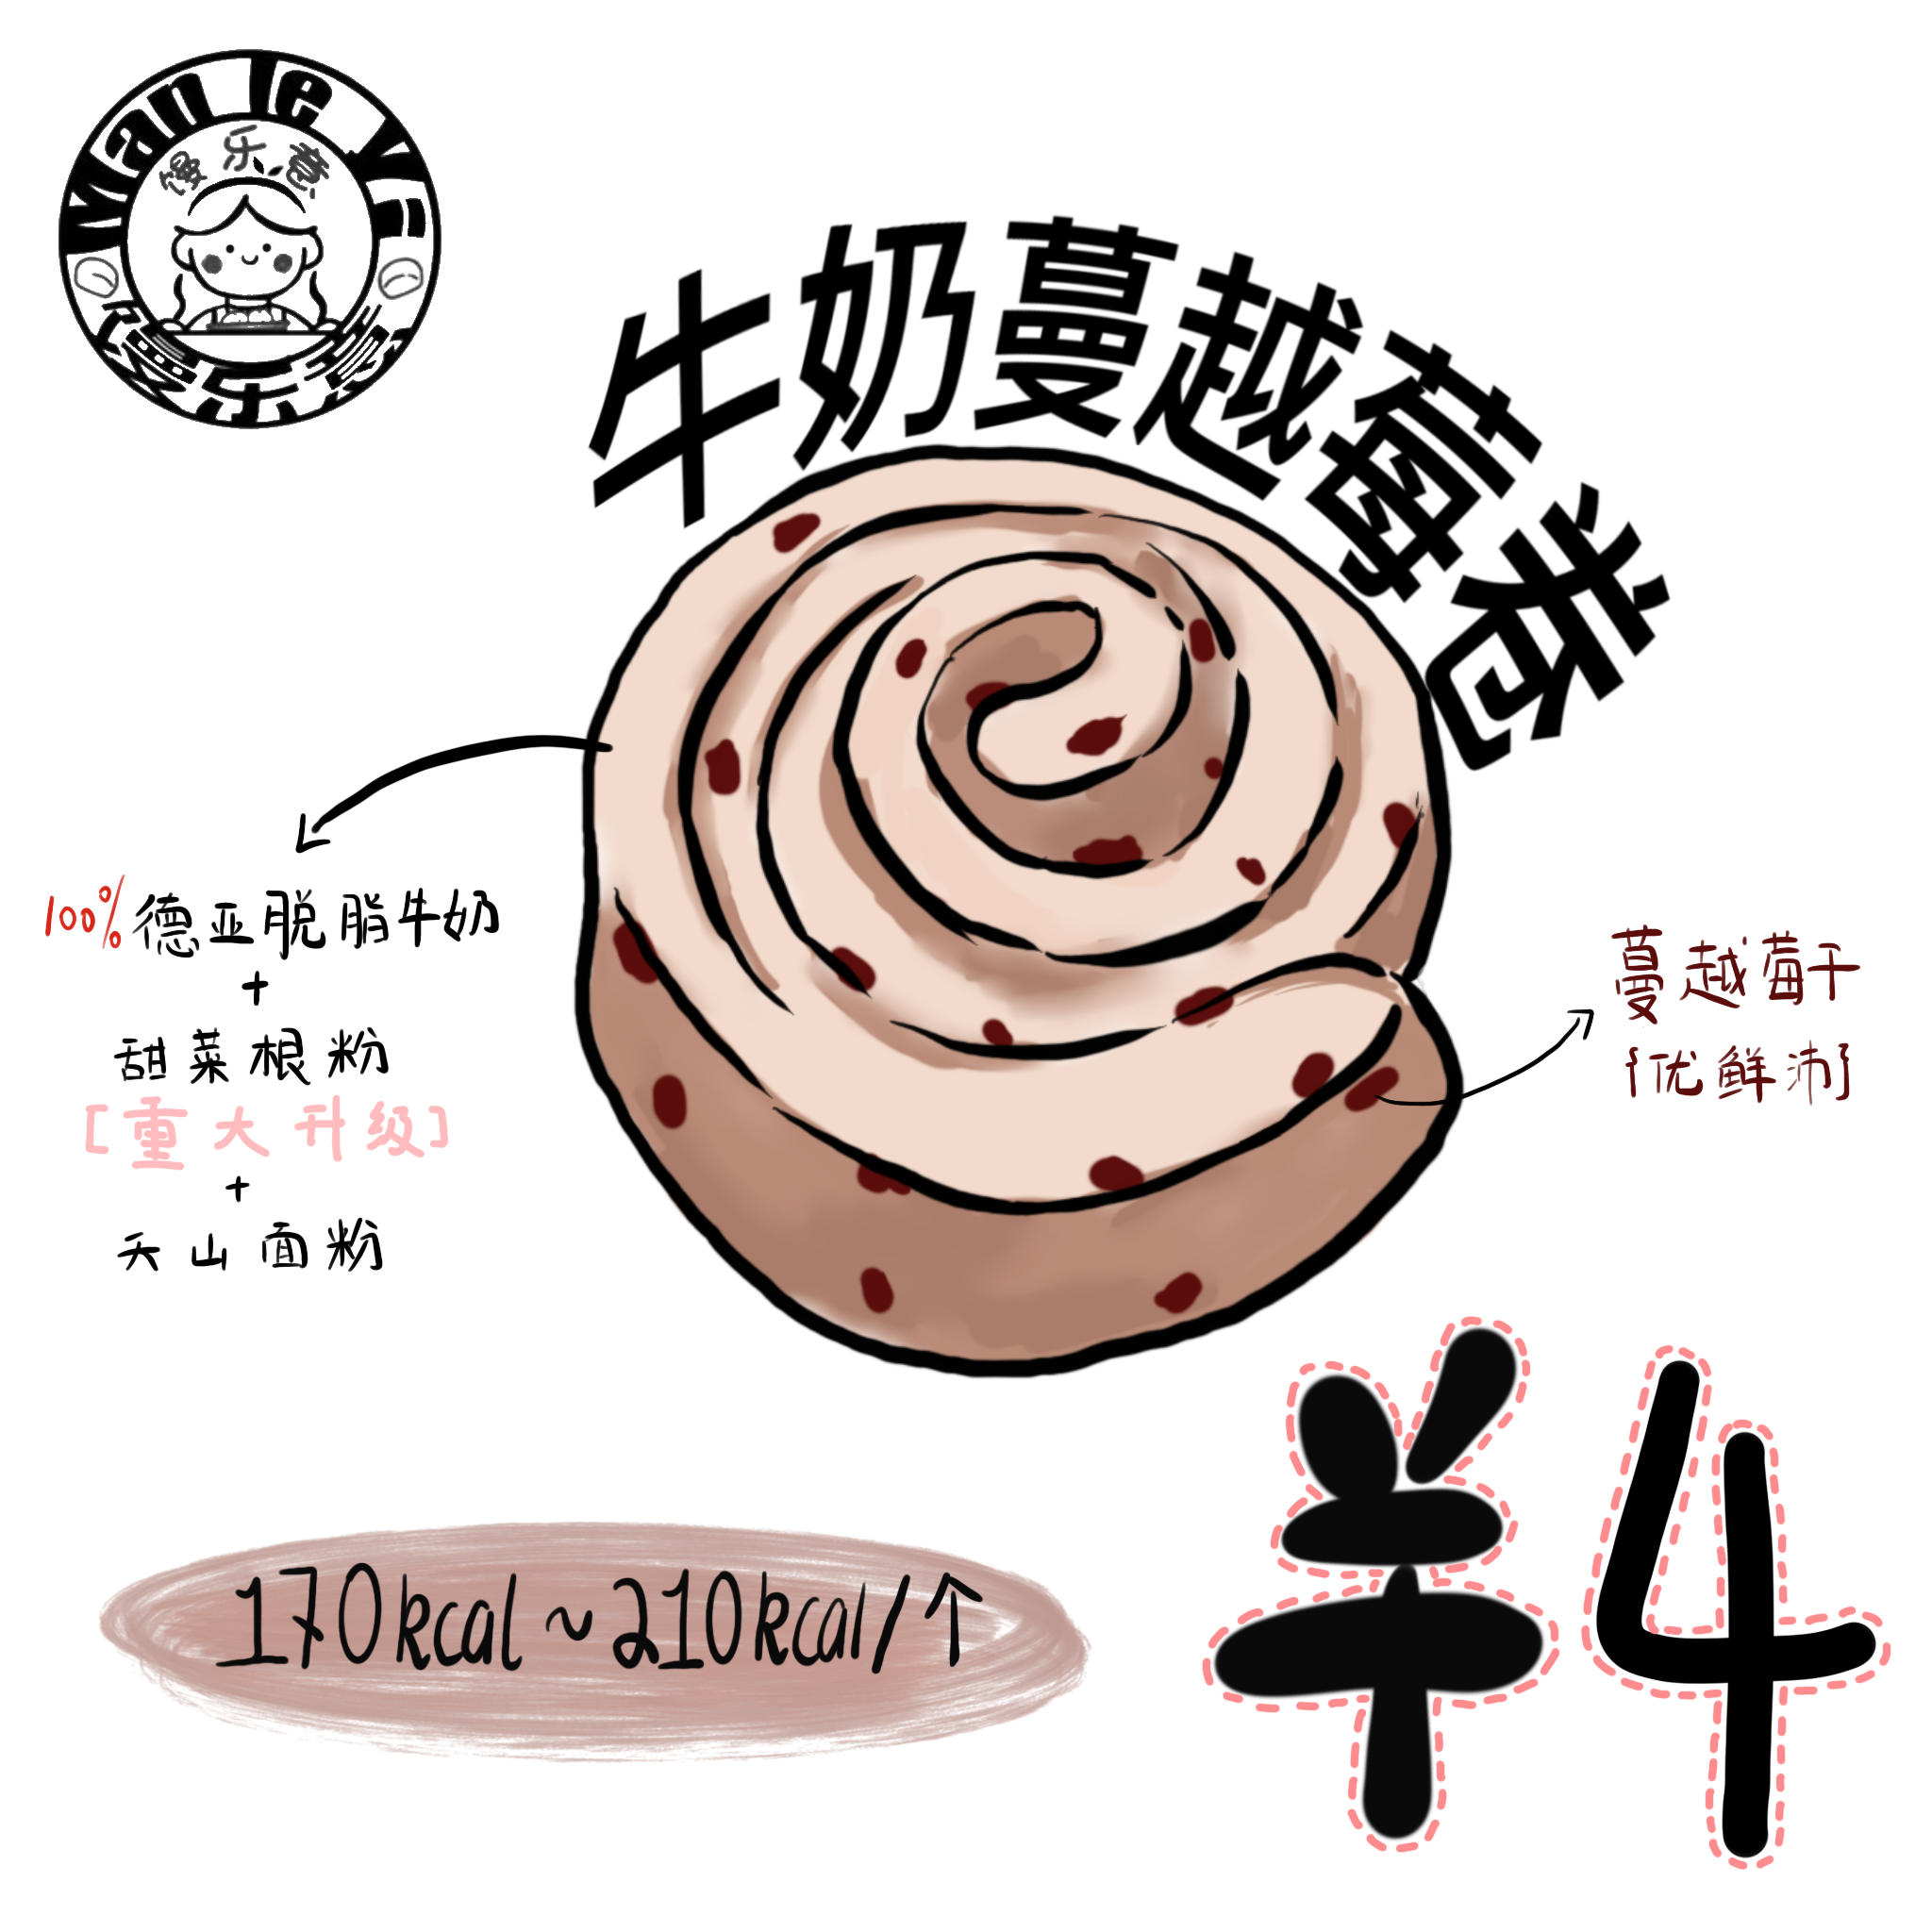 Man le Yi
馒乐意
馒乐意
牛奶蔓越莓卷
100%德亚脱脂牛奶
+
甜菜根粉
[重大升级]
+
天山面粉
蔓越莓干
{优鲜沛}
170kcal~210kcal/个
¥4